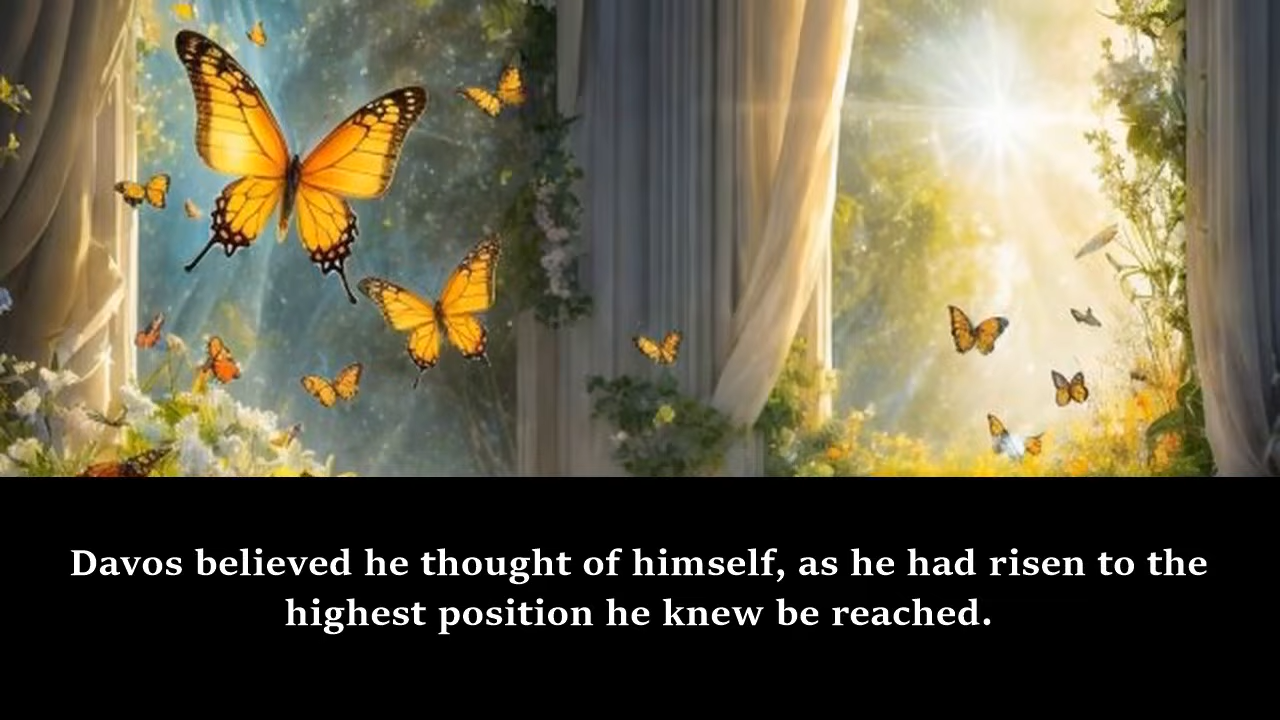 Davos believed he thought of himself, as he had risen to the
highest position he knew be reached.